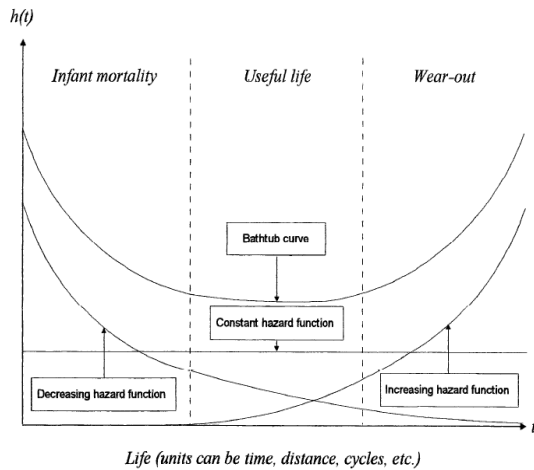 h(t)
Infant mortality
Useful life
Wear-out
Bathtub curve
Constant hazard function
Decreasing hazard function
Increasing hazard function
t
Life (units can be time, distance, cycles, etc.)